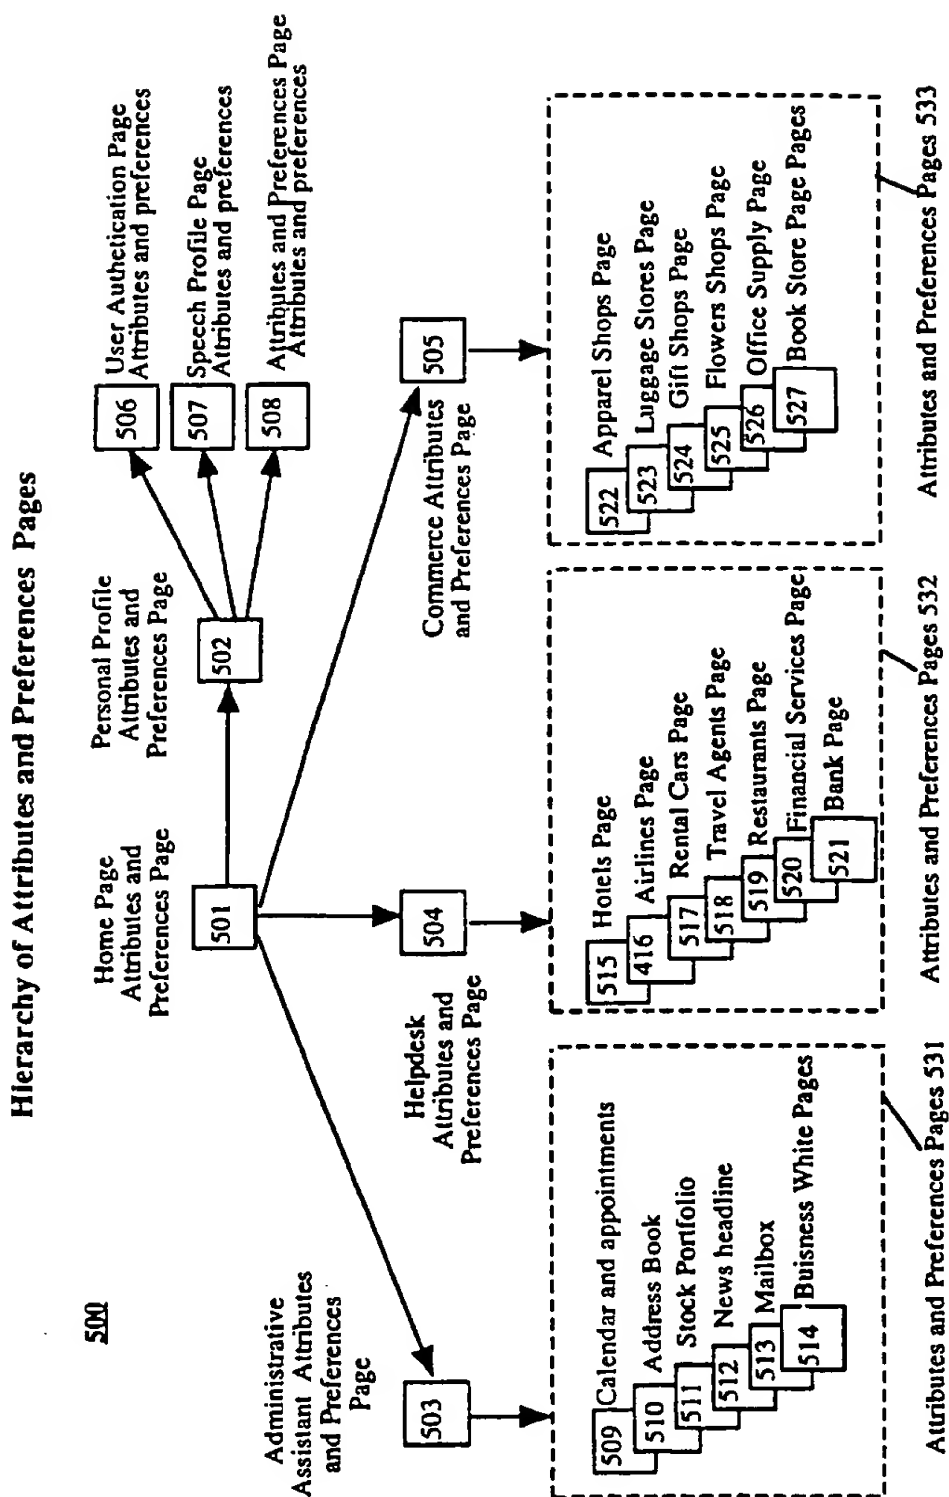 Hierarchy of Attributes and Preferences Pages
500
Home Page
Attributes and
Preferences Page
501
Personal Profile
Attributes and
Preferences Page
502
506
User Authetication Page
Attributes and preferences
507
Speech Profile Page
Attributes and preferences
508
Attributes and Preferences Page
Attributes and preferences
Administrative
Assistant Attributes
and Preferences
Page
503
Helpdesk
Attributes and
Preferences Page
504
Commerce Attributes
and Preferences Page
505
509 Calendar and appointments
510 Address Book
511 Stock Portfolio
512 News headline
513 Mailbox
514 Buisness White Pages
Attributes and Preferences Pages 531
515 Hotels Page
416 Airlines Page
517 Rental Cars Page
518 Travel Agents Page
519 Restaurants Page
520 Financial Services Page
521 Bank Page
Attributes and Preferences Pages 532
522 Apparel Shops Page
523 Luggage Stores Page
524 Gift Shops Page
525 Flowers Shops Page
526 Office Supply Page
527 Book Store Page Pages
Attributes and Preferences Pages 533